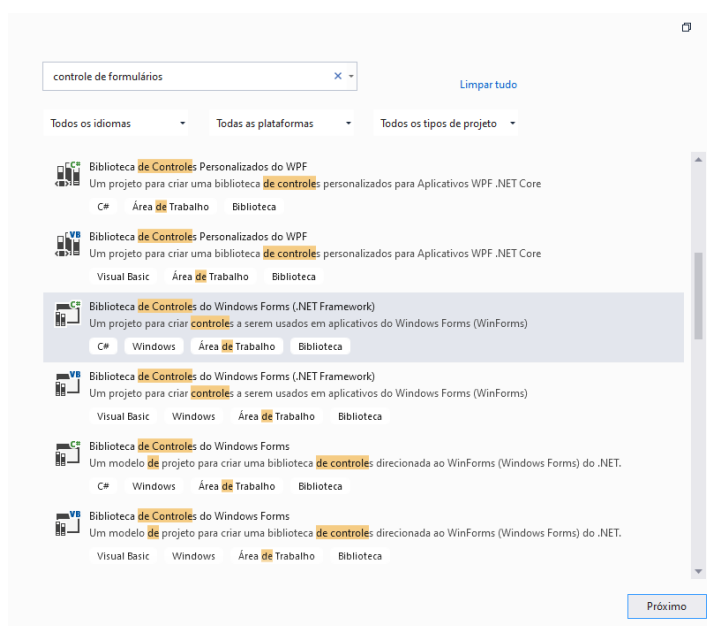 controle de formulários
Limpar tudo
Todos os idiomas Todas as plataformas Todos os tipos de projeto
C# Biblioteca de Controles Personalizados do WPF
Um projeto para criar uma biblioteca de controles personalizados para Aplicativos WPF .NET Core
C# Área de Trabalho Biblioteca
VB Biblioteca de Controles Personalizados do WPF
Um projeto para criar uma biblioteca de controles personalizados para Aplicativos WPF .NET Core
Visual Basic Área de Trabalho Biblioteca
C# Biblioteca de Controles do Windows Forms (.NET Framework)
Um projeto para criar controles a serem usados em aplicativos do Windows Forms (WinForms)
C# Windows Área de Trabalho Biblioteca
VB Biblioteca de Controles do Windows Forms (.NET Framework)
Um projeto para criar controles a serem usados em aplicativos do Windows Forms (WinForms)
Visual Basic Windows Área de Trabalho Biblioteca
C# Biblioteca de Controles do Windows Forms
Um modelo de projeto para criar uma biblioteca de controles direcionada ao WinForms (Windows Forms) do .NET.
C# Windows Área de Trabalho Biblioteca
VB Biblioteca de Controles do Windows Forms
Um modelo de projeto para criar uma biblioteca de controles direcionada ao WinForms (Windows Forms) do .NET.
Visual Basic Windows Área de Trabalho Biblioteca
Próximo